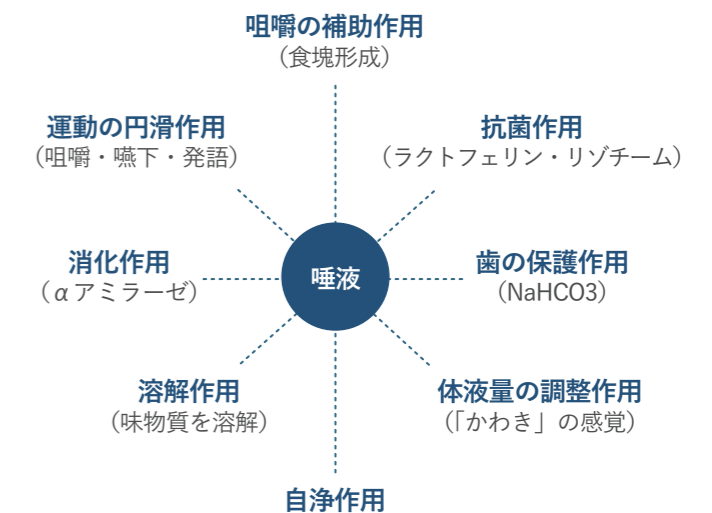 咀嚼の補助作用
（食塊形成）
運動の円滑作用
（咀嚼・嚥下・発語）
抗菌作用
（ラクトフェリン・リゾチーム）
消化作用
（αアミラーゼ）
唾液
歯の保護作用
（NaHCO3）
溶解作用
（味物質を溶解）
体液量の調整作用
（「かわき」の感覚）
自浄作用